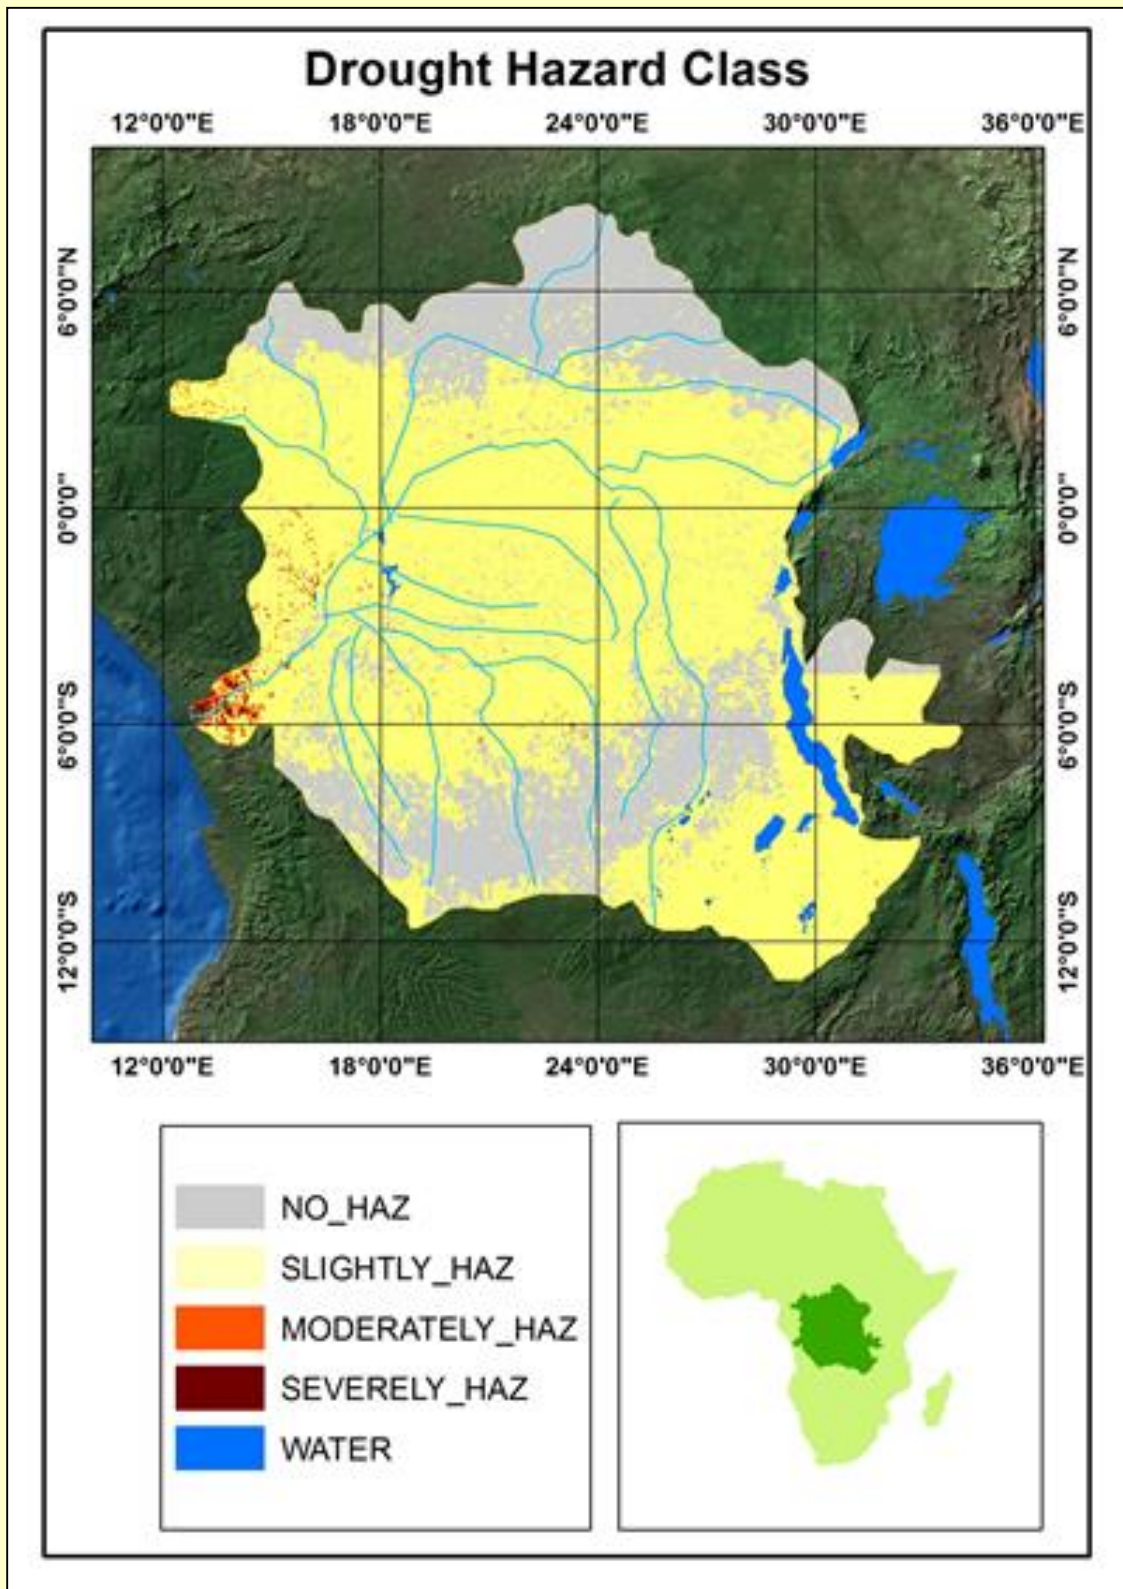 Drought Hazard Class
12°0'0"E 18°0'0"E 24°0'0"E 30°0'0"E 36°0'0"E
6°0'0"N 6°0'0"N
0°0'0" 0°0'0"
6°0'0"S 6°0'0"S
12°0'0"S 12°0'0"S
12°0'0"E 18°0'0"E 24°0'0"E 30°0'0"E 36°0'0"E
NO_HAZ
SLIGHTLY_HAZ
MODERATELY_HAZ
SEVERELY_HAZ
WATER